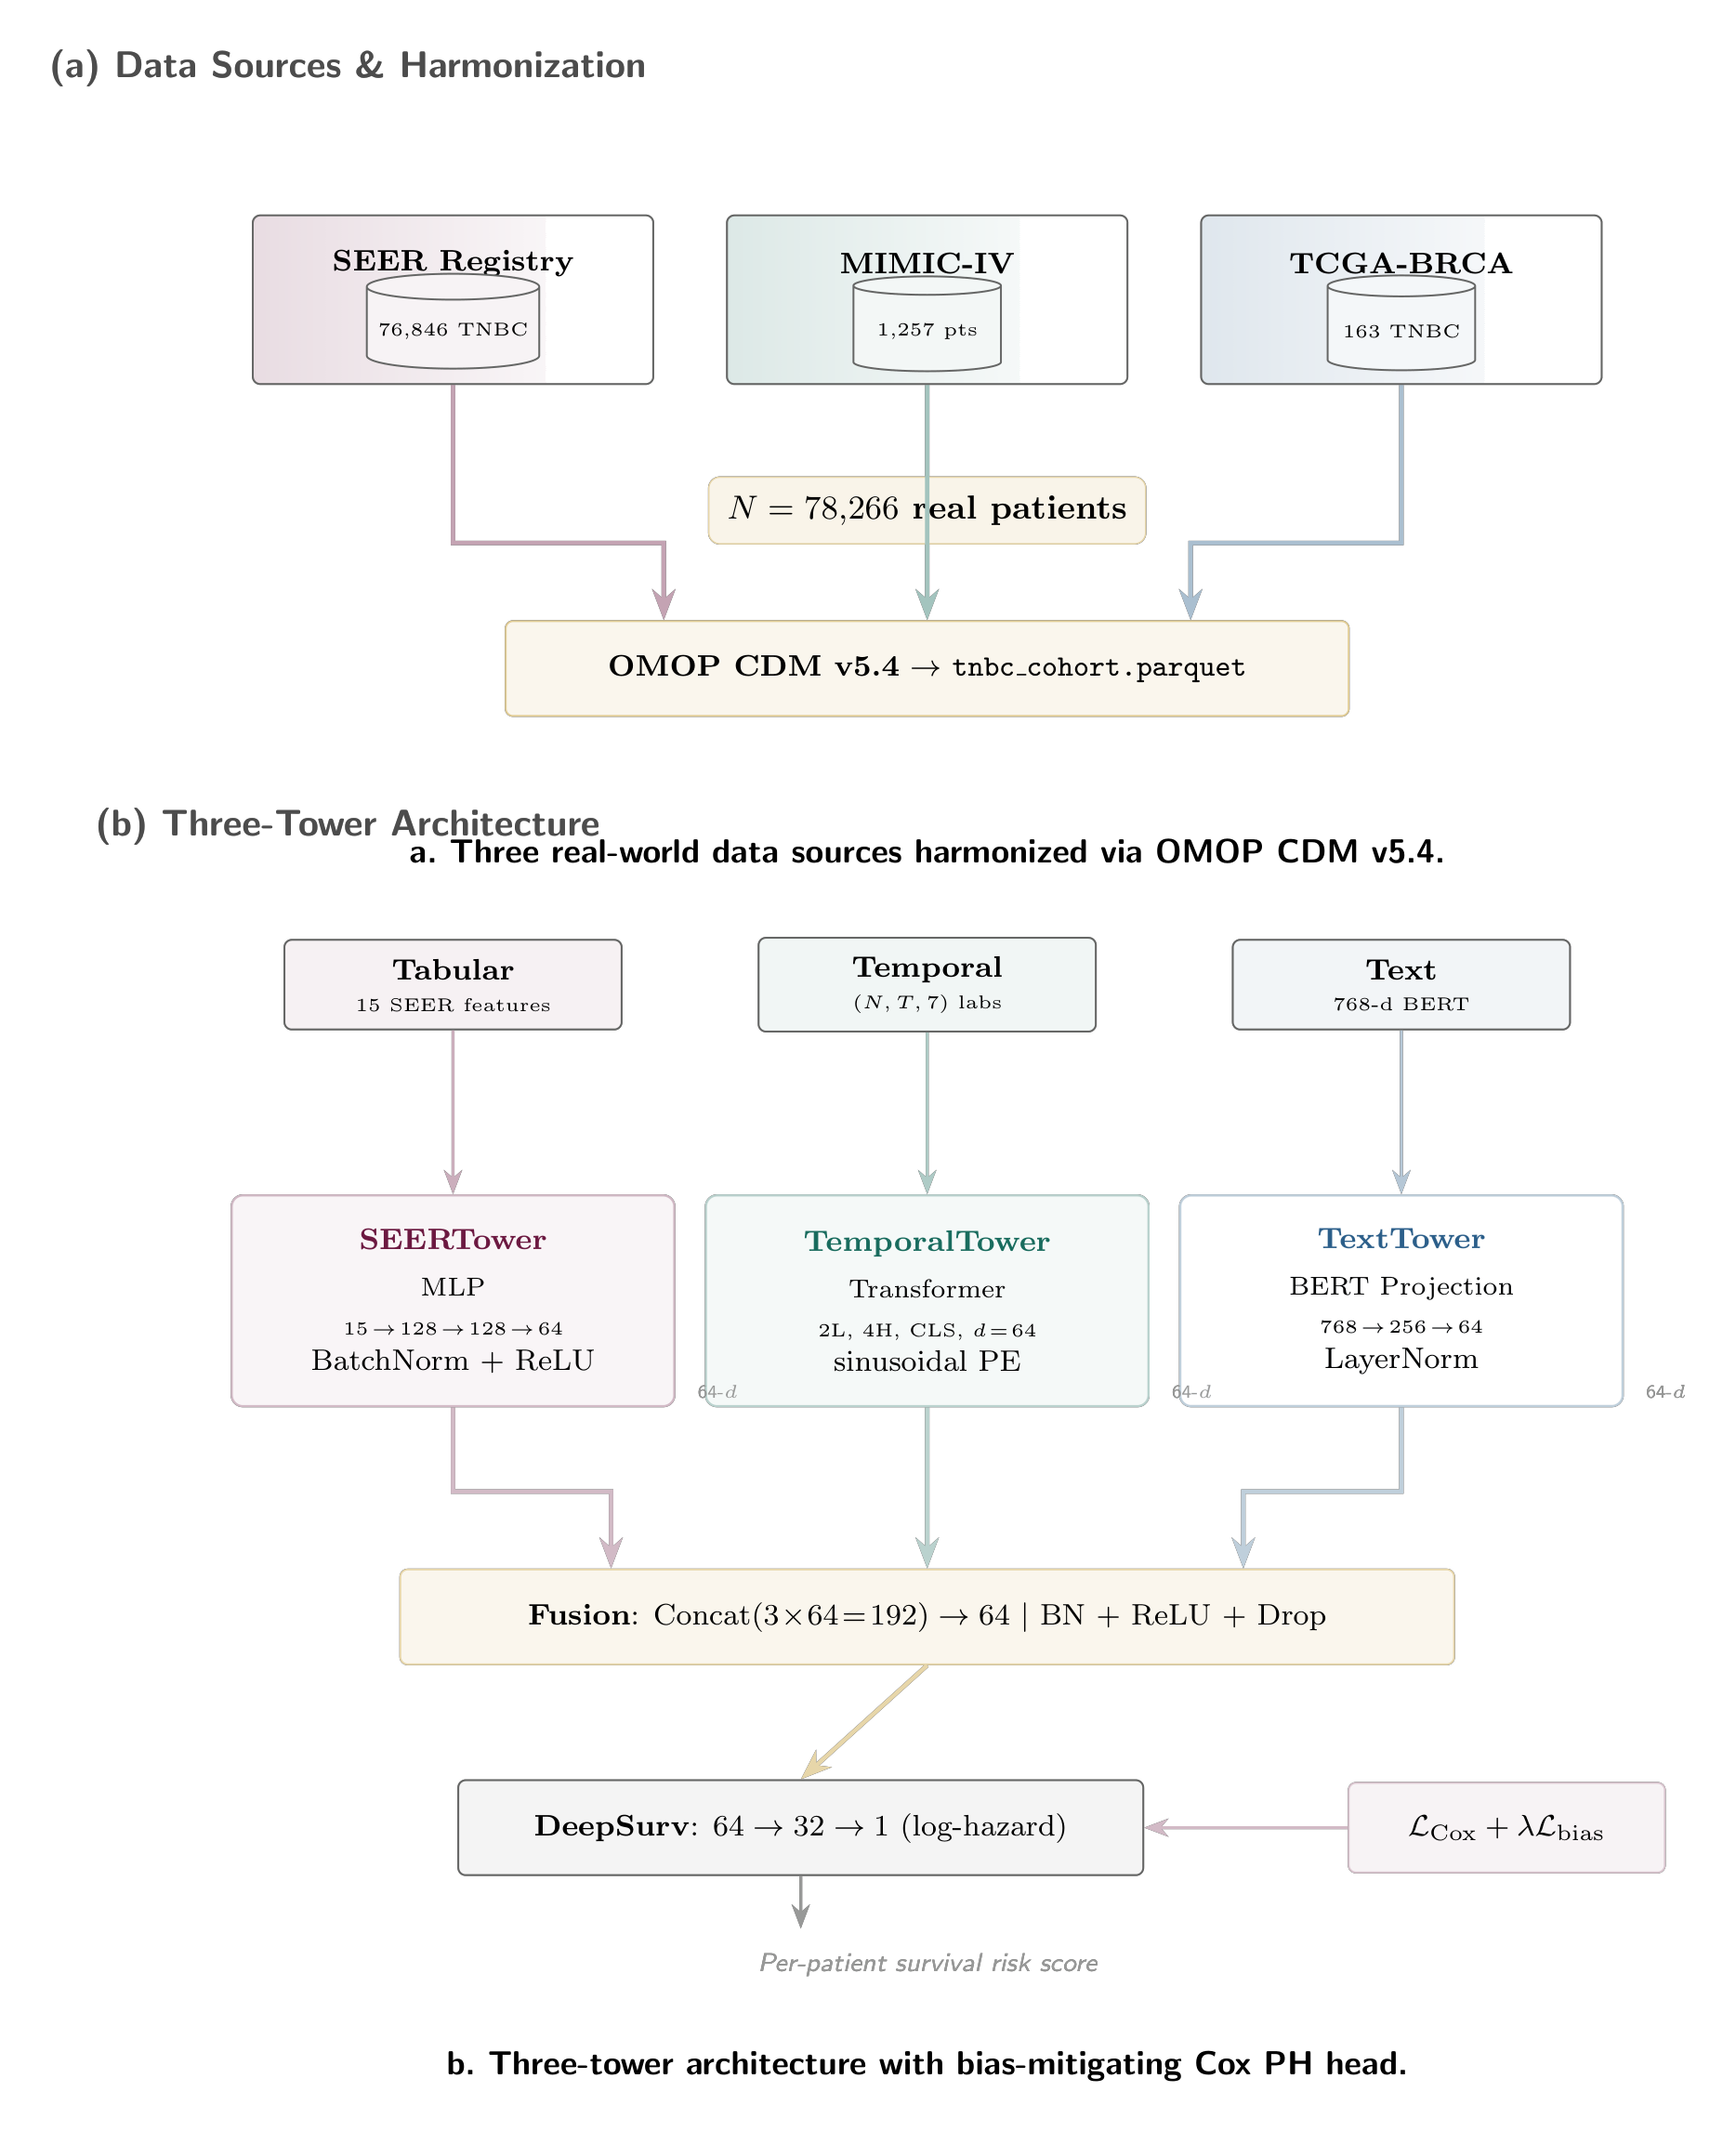 (a) Data Sources & Harmonization
SEER Registry
76,846 TNBC
MIMIC-IV
1,257 pts
TCGA-BRCA
163 TNBC
N = 78,266 real patients
OMOP CDM v5.4 → tnbc_cohort.parquet
(b) Three-Tower Architecture
a. Three real-world data sources harmonized via OMOP CDM v5.4.
Tabular
15 SEER features
Temporal
(N, T, 7) labs
Text
768-d BERT
SEERTower
MLP
15→128→128→64
BatchNorm + ReLU
64-d
TemporalTower
Transformer
2L, 4H, CLS, d=64
sinusoidal PE
64-d
TextTower
BERT Projection
768→256→64
LayerNorm
64-d
Fusion: Concat(3×64=192) → 64 | BN + ReLU + Drop
DeepSurv: 64 → 32 → 1 (log-hazard)
ℒ_Cox + λℒ_bias
Per-patient survival risk score
b. Three-tower architecture with bias-mitigating Cox PH head.